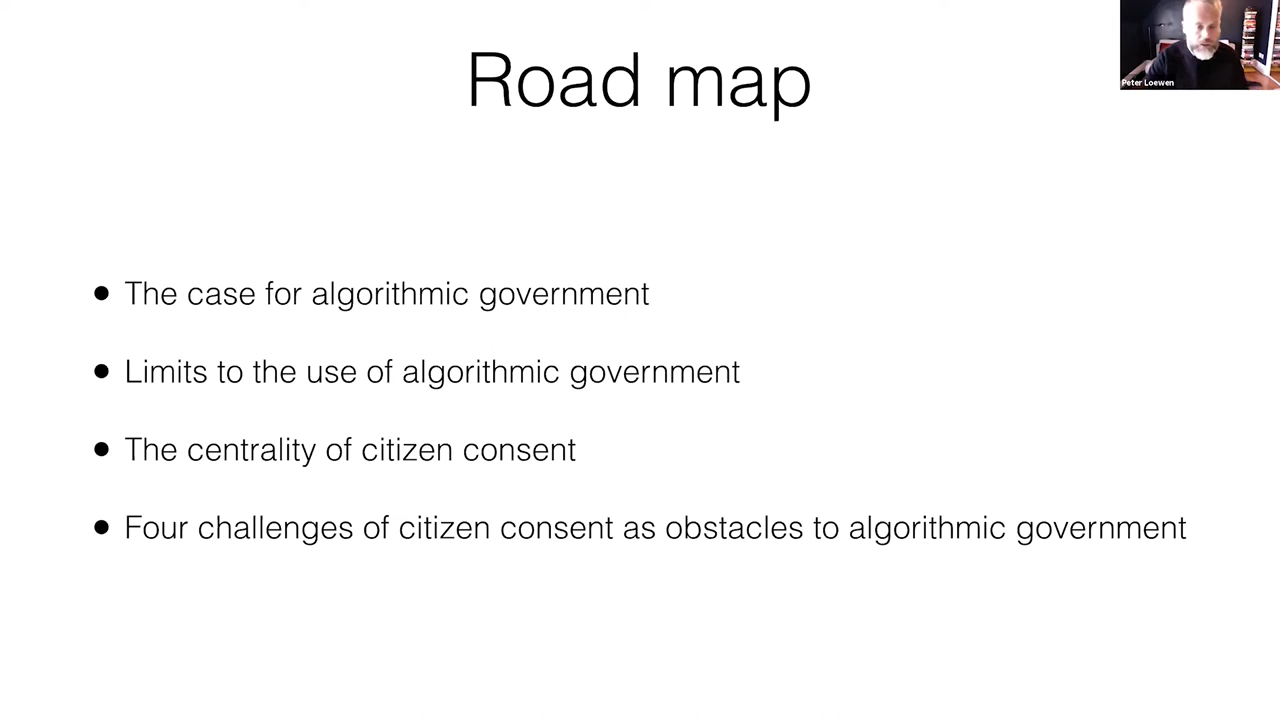 Road map
Peter Loewen
● The case for algorithmic government
● Limits to the use of algorithmic government
● The centrality of citizen consent
● Four challenges of citizen consent as obstacles to algorithmic government